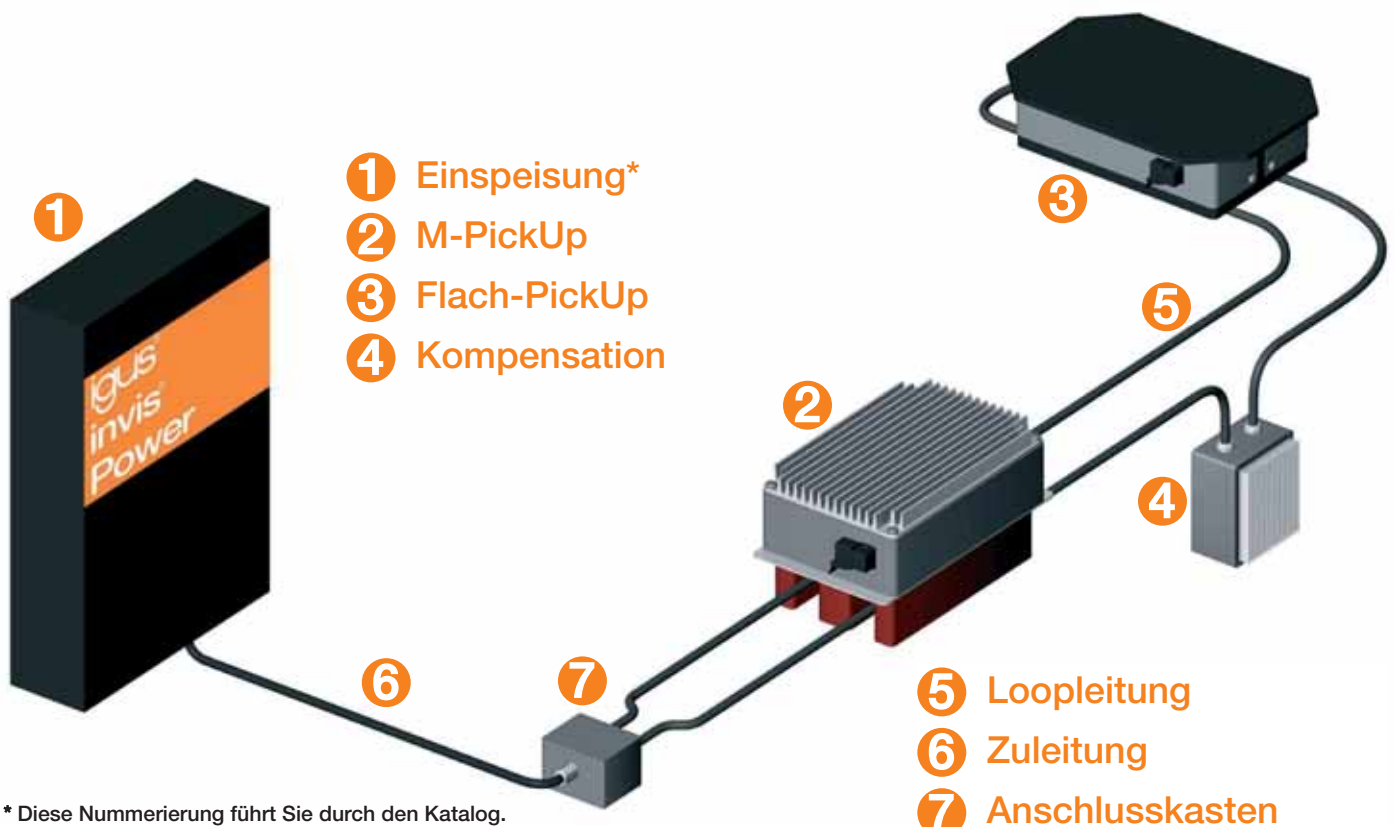 1
1 Einspeisung*
2 M-PickUp
3 Flach-PickUp
4 Kompensation
3
5
2
4
igus®
invis®
Power
6
7
5 Loopleitung
6 Zuleitung
7 Anschlusskasten
* Diese Nummerierung führt Sie durch den Katalog.